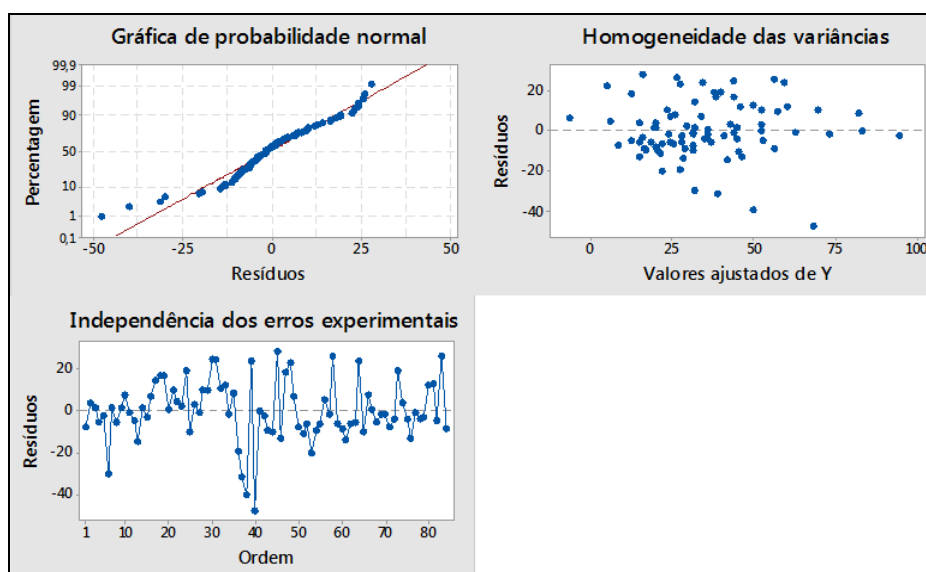 Gráfica de probabilidade normal
Percentagem
99,9
99
90
50
10
1
0,1
-50 -25 0 25 50
Resíduos
Homogeneidade das variâncias
Resíduos
20
0
-20
-40
0 25 50 75 100
Valores ajustados de Y
Independência dos erros experimentais
Resíduos
20
0
-20
-40
1 10 20 30 40 50 60 70 80
Ordem